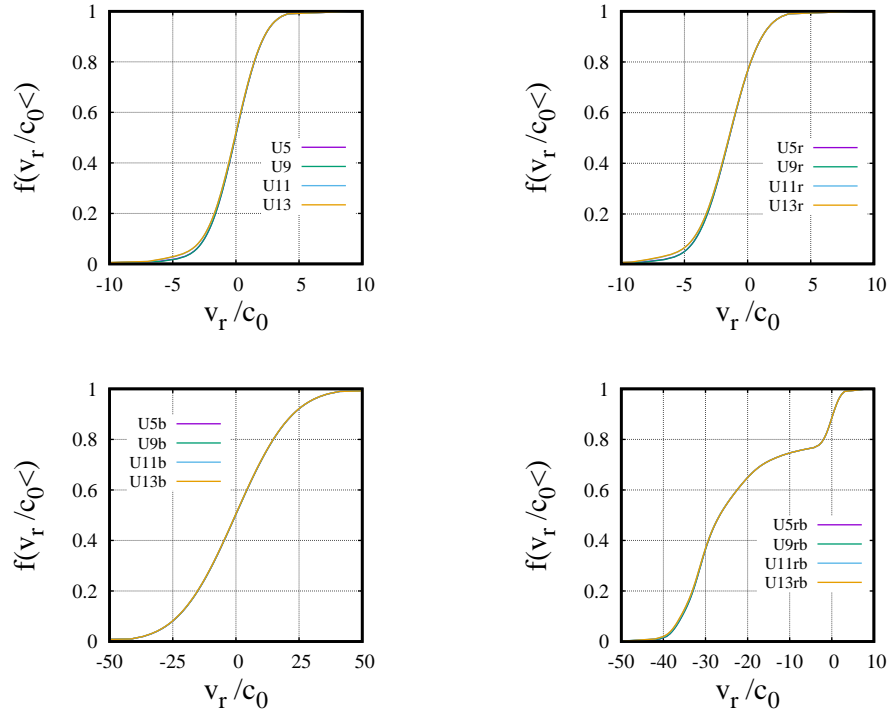 1
0.8
0.6
0.4
0.2
0
f(v_r/c_0<)
U5
U9
U11
U13
-10 -5 0 5 10
v_r/c_0
1
0.8
0.6
0.4
0.2
0
f(v_r/c_0<)
U5r
U9r
U11r
U13r
-10 -5 0 5 10
v_r/c_0
1
0.8
0.6
0.4
0.2
0
f(v_r/c_0<)
U5b
U9b
U11b
U13b
-50 -25 0 25 50
v_r/c_0
1
0.8
0.6
0.4
0.2
0
f(v_r/c_0<)
U5rb
U9rb
U11rb
U13rb
-50 -40 -30 -20 -10 0 10
v_r/c_0